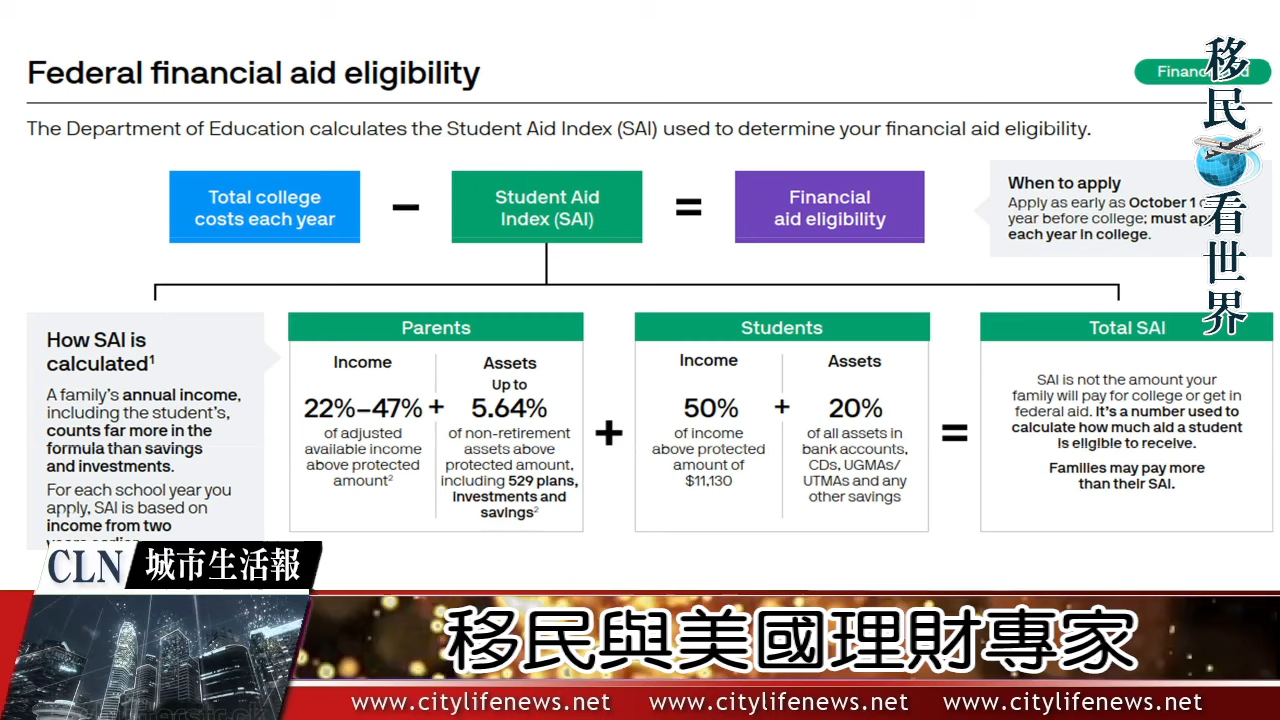 Federal financial aid eligibility
The Department of Education calculates the Student Aid Index (SAI) used to determine your financial aid eligibility.
Total college
costs each year
−
Student Aid
Index (SAI)
=
Financial
aid eligibility
When to apply
Apply as early as October 1
year before college; must
each year in college.
移民看世界
How SAI is
calculated¹
A family's annual income,
including the student's,
counts far more in the
formula than savings
and investments.
For each school year you
apply, SAI is based on
income from two
years earlier
Parents
Income
22%–47%
of adjusted
available income
above protected
amount²
+
Assets
Up to
5.64%
of non-retirement
assets above
protected amount,
including 529 plans,
investments and
savings²
+
Students
Income
50%
of income
above protected
amount of
$11,130
+
Assets
20%
of all assets in
bank accounts,
CDs, UGMAs/
UTMAs and any
other savings
=
Total SAI
SAI is not the amount your
family will pay for college or get in
federal aid. It's a number used to
calculate how much aid a student
is eligible to receive.
Families may pay more
than their SAI.
CLN 城市生活報
移民與美國理財專家
www.citylifenews.net www.citylifenews.net www.citylifenews.net